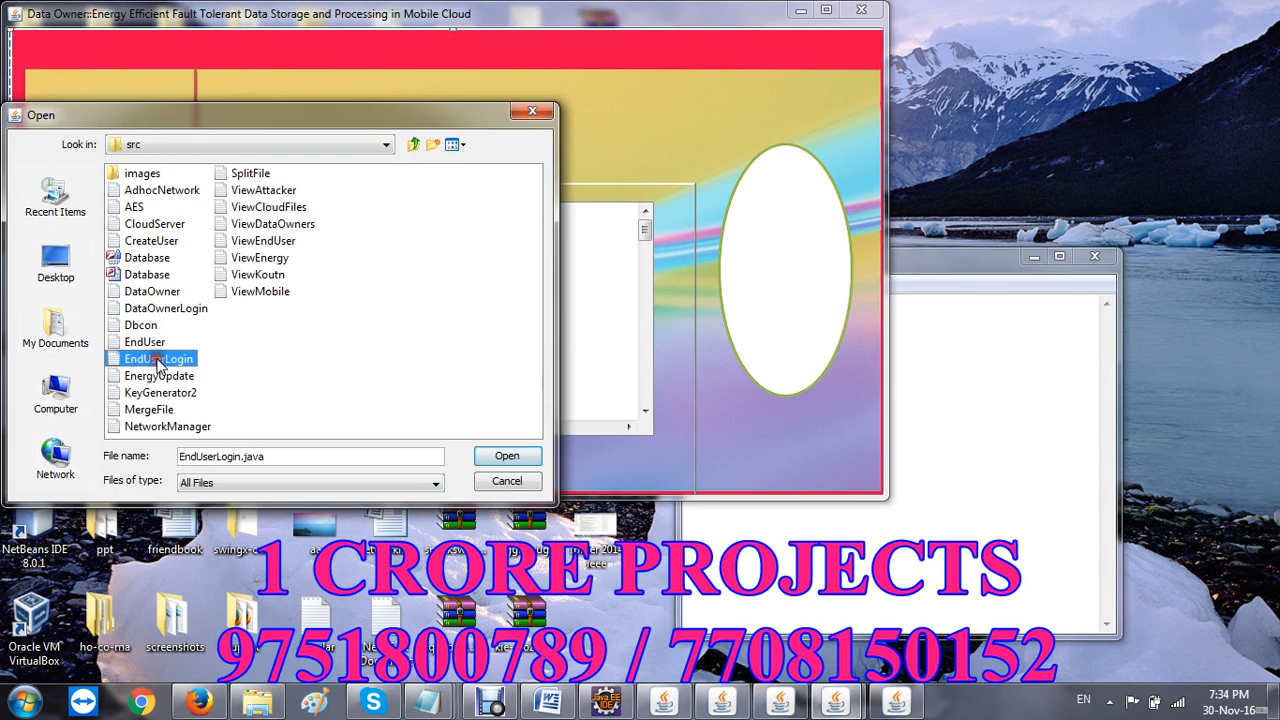 Data Owner::Energy Efficient Fault Tolerant Data Storage and Processing in Mobile Cloud
Open
Look in:
src
Recent Items
Desktop
My Documents
Computer
Network
images
AdhocNetwork
AES
CloudServer
CreateUser
Database
Database
DataOwner
DataOwnerLogin
Dbcon
EndUser
EndUserLogin
EnergyUpdate
KeyGenerator2
MergeFile
NetworkManager
SplitFile
ViewAttacker
ViewCloudFiles
ViewDataOwners
ViewEndUser
ViewEnergy
ViewKoutn
ViewMobile
File name:
EndUserLogin.java
Open
Files of type:
All Files
Cancel
NetBeans IDE
8.0.1
ppt
friendbook
1 CRORE PROJECTS
Oracle VM
VirtualBox
ho-co-ma
screenshots
9751800789 / 7708150152
EN
7:34 PM
30-Nov-16